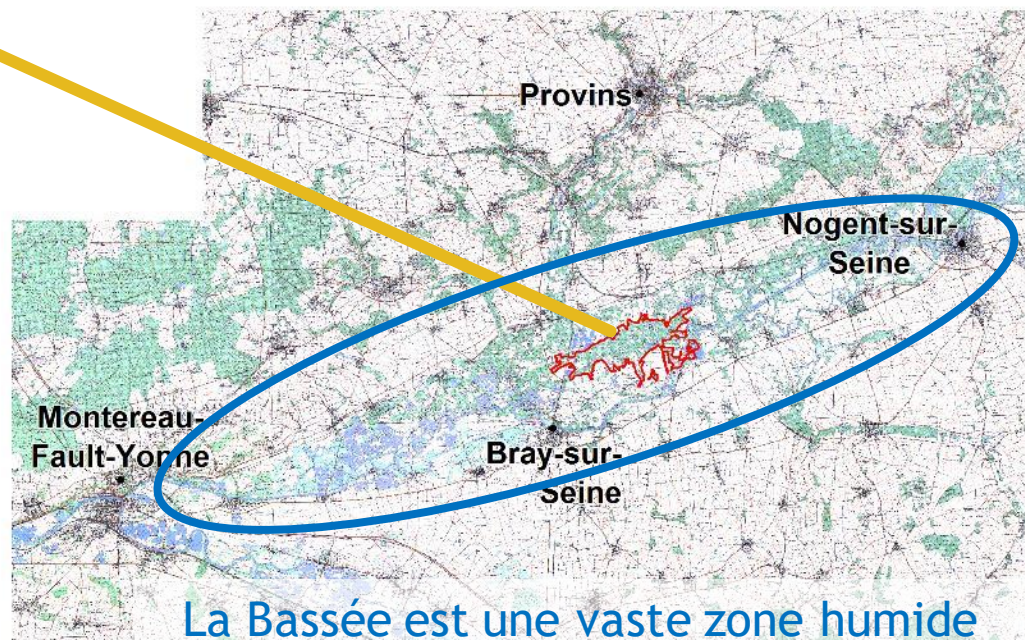 Provins
Nogent-sur-
Seine
Montereau-
Fault-Yonne
Bray-sur-
Seine
La Bassée est une vaste zone humide